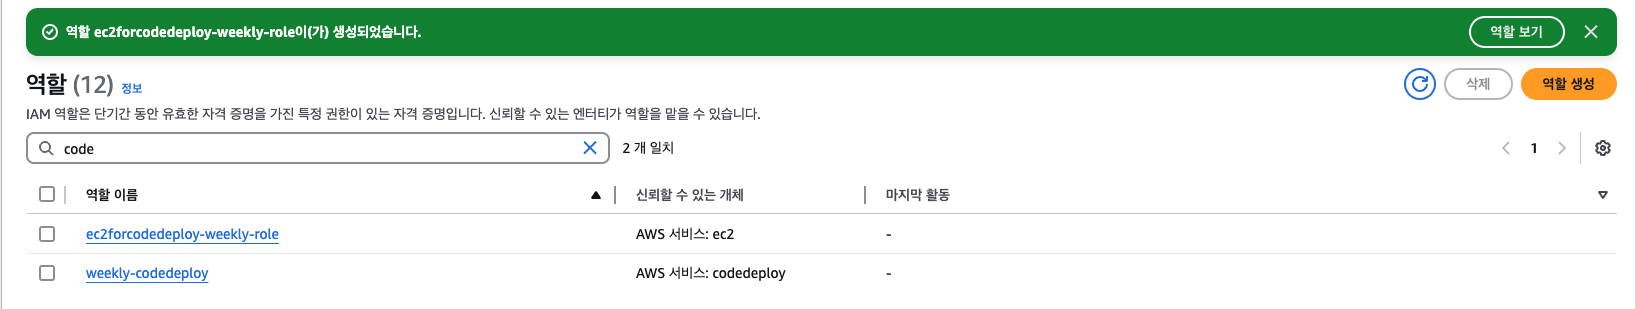 역할 ec2forcodedeploy-weekly-role이(가) 생성되었습니다. 역할 보기
역할 (12) 정보 삭제 역할 생성
IAM 역할은 단기간 동안 유효한 자격 증명을 가진 특정 권한이 있는 자격 증명입니다. 신뢰할 수 있는 엔터티가 역할을 맡을 수 있습니다.
code 2 개 일치 1
역할 이름 신뢰할 수 있는 개체 마지막 활동
ec2forcodedeploy-weekly-role AWS 서비스: ec2 -
weekly-codedeploy AWS 서비스: codedeploy -